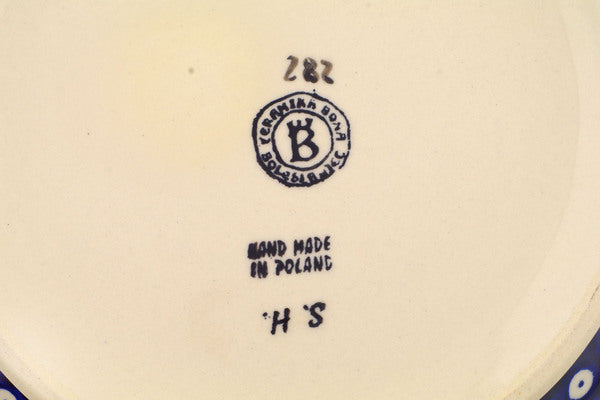 282
CERAMIKA BONA
B
BOLESŁAWIEC
HAND MADE
IN POLAND
H S.